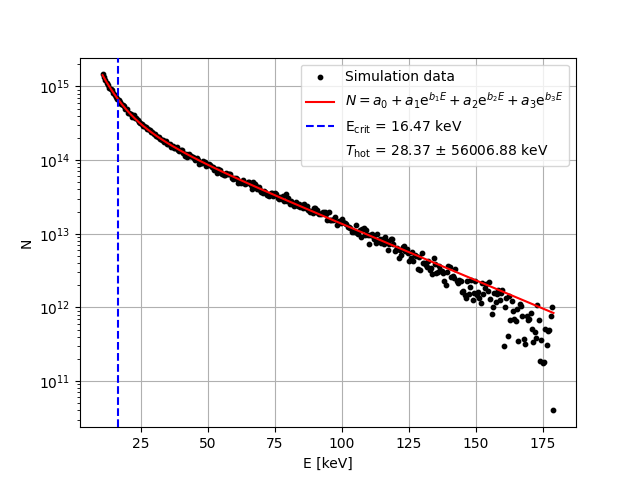 Simulation data
N = a₀ + a₁e^{b₁E} + a₂e^{b₂E} + a₃e^{b₃E}
E_crit = 16.47 keV
T_hot = 28.37 ± 56006.88 keV
10¹⁵
10¹⁴
10¹³
10¹²
10¹¹
N
25 50 75 100 125 150 175
E [keV]